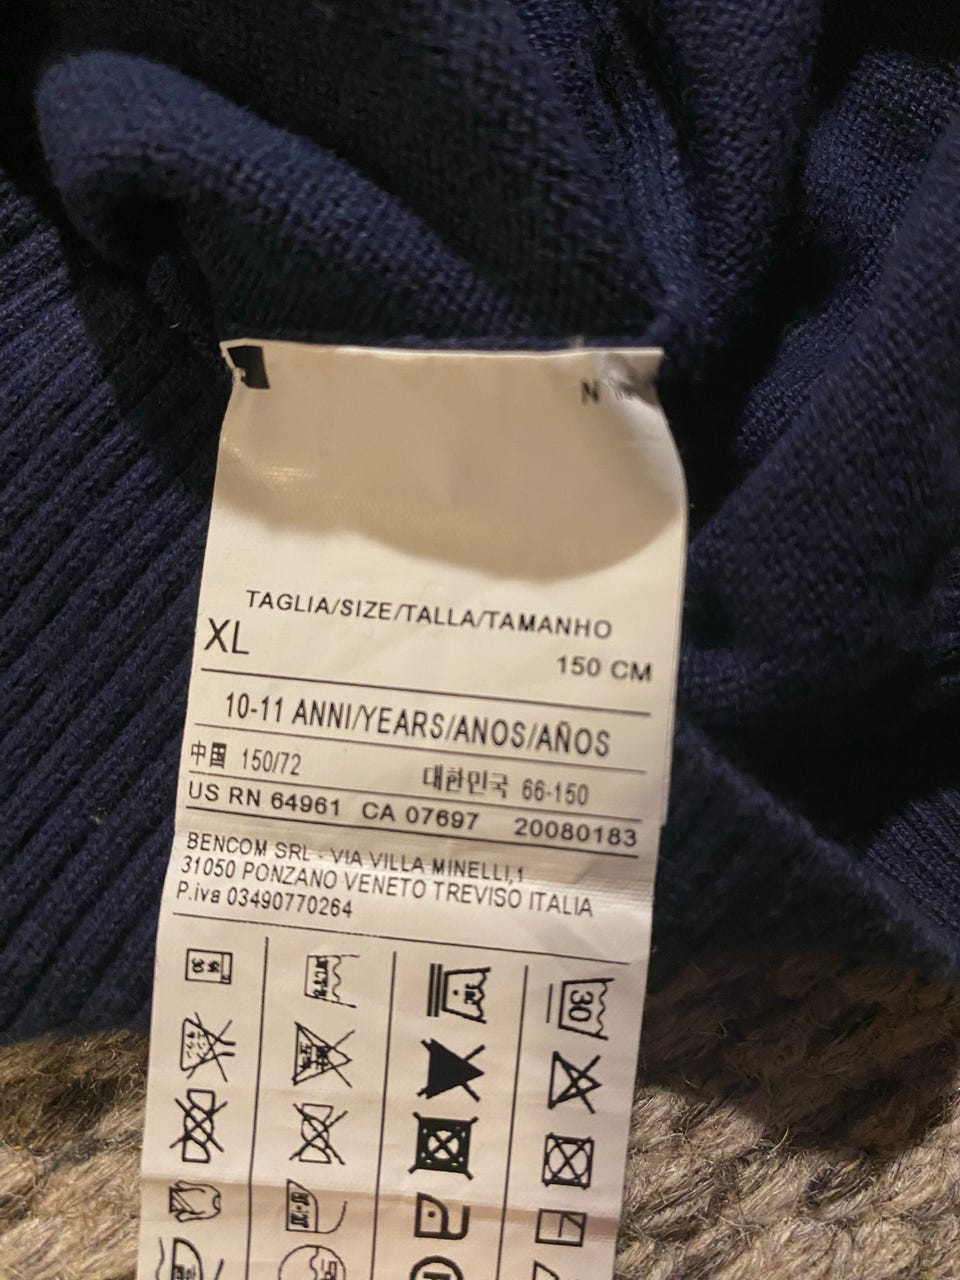 N
TAGLIA/SIZE/TALLA/TAMANHO
XL
150 CM
10-11 ANNI/YEARS/ANOS/AÑOS
中国 150/72 대한민국 66-150
US RN 64961 CA 07697 20080183
BENCOM SRL - VIA VILLA MINELLI,1
31050 PONZANO VENETO TREVISO ITALIA
P.iva 03490770264
30